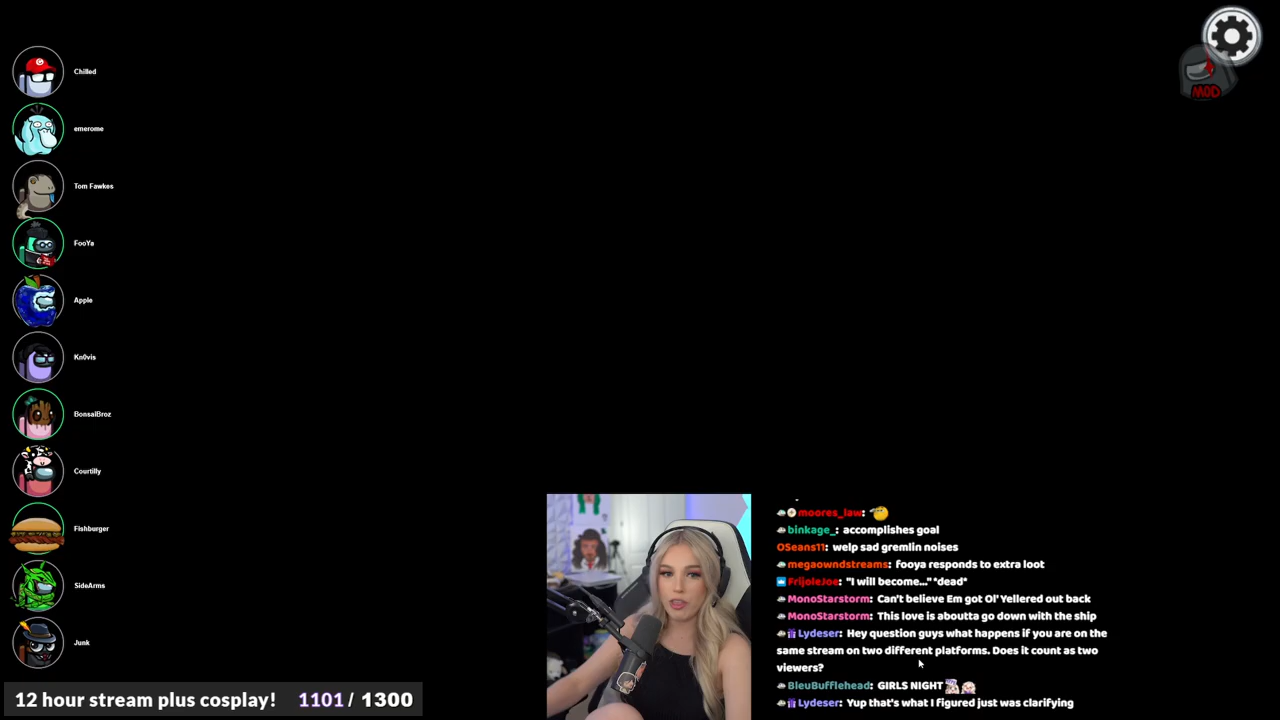 MOD
Chilled
emerome
Tom Fawkes
FooYa
Apple
Kn0vis
BonsaiBroz
Courtilly
Fishburger
SideArms
Junk
12 hour stream plus cosplay! 1101 / 1300
moores_law:
binkage_: accomplishes goal
OSeans11: welp sad gremlin noises
megaowndstreams: fooya responds to extra loot
FrijoleJoe: "I will become..." *dead*
MonoStarstorm: Can't believe Em got Ol' Yellered out back
MonoStarstorm: This love is aboutta go down with the ship
Lydeser: Hey question guys what happens if you are on the
same stream on two different platforms. Does it count as two
viewers?
BleuBufflehead: GIRLS NIGHT
Lydeser: Yup that's what I figured just was clarifying